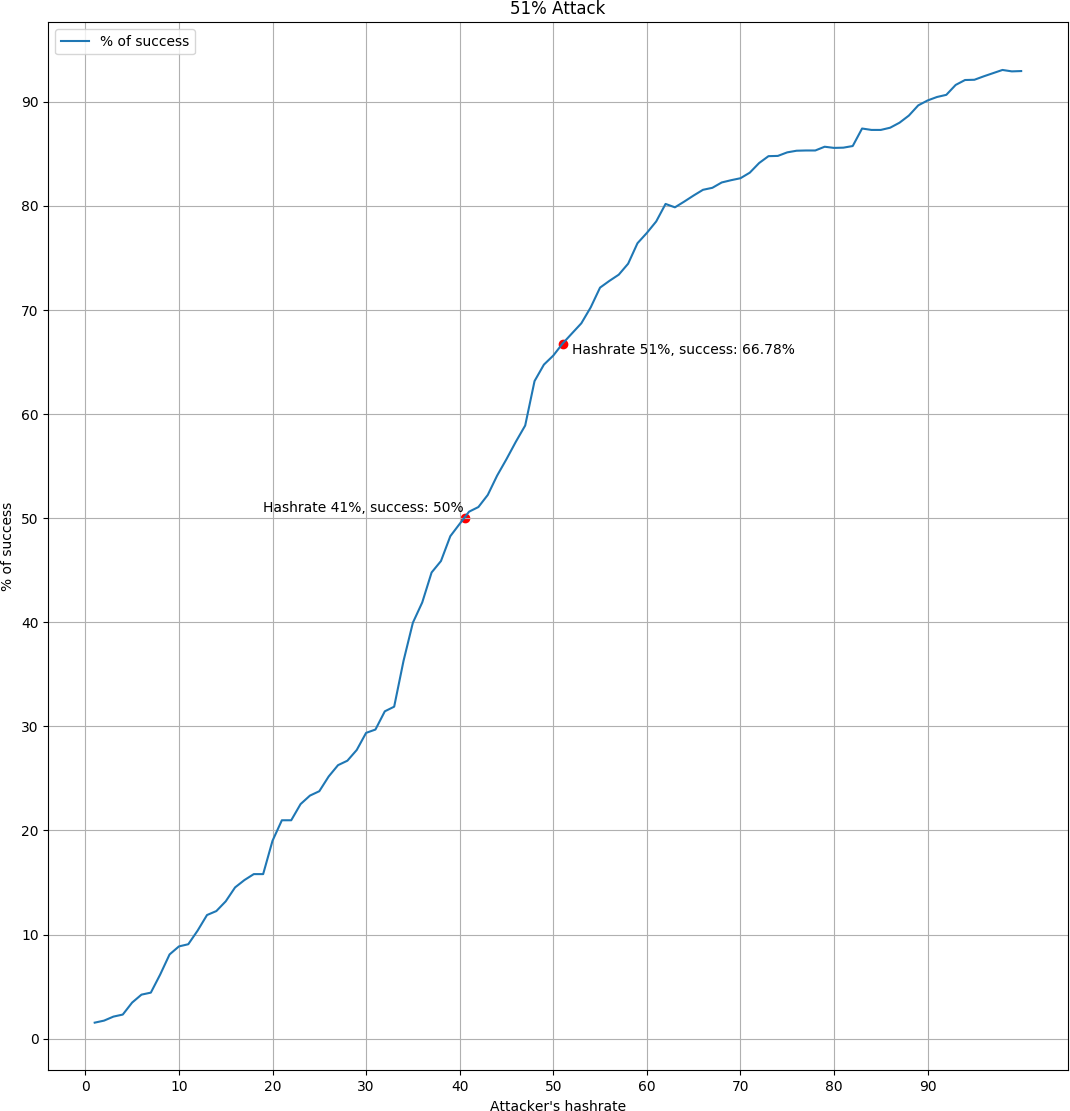 51% Attack
% of success
90
80
70
Hashrate 51%, success: 66.78%
60
Hashrate 41%, success: 50%
50
% of success
40
30
20
10
0
0 10 20 30 40 50 60 70 80 90
Attacker's hashrate